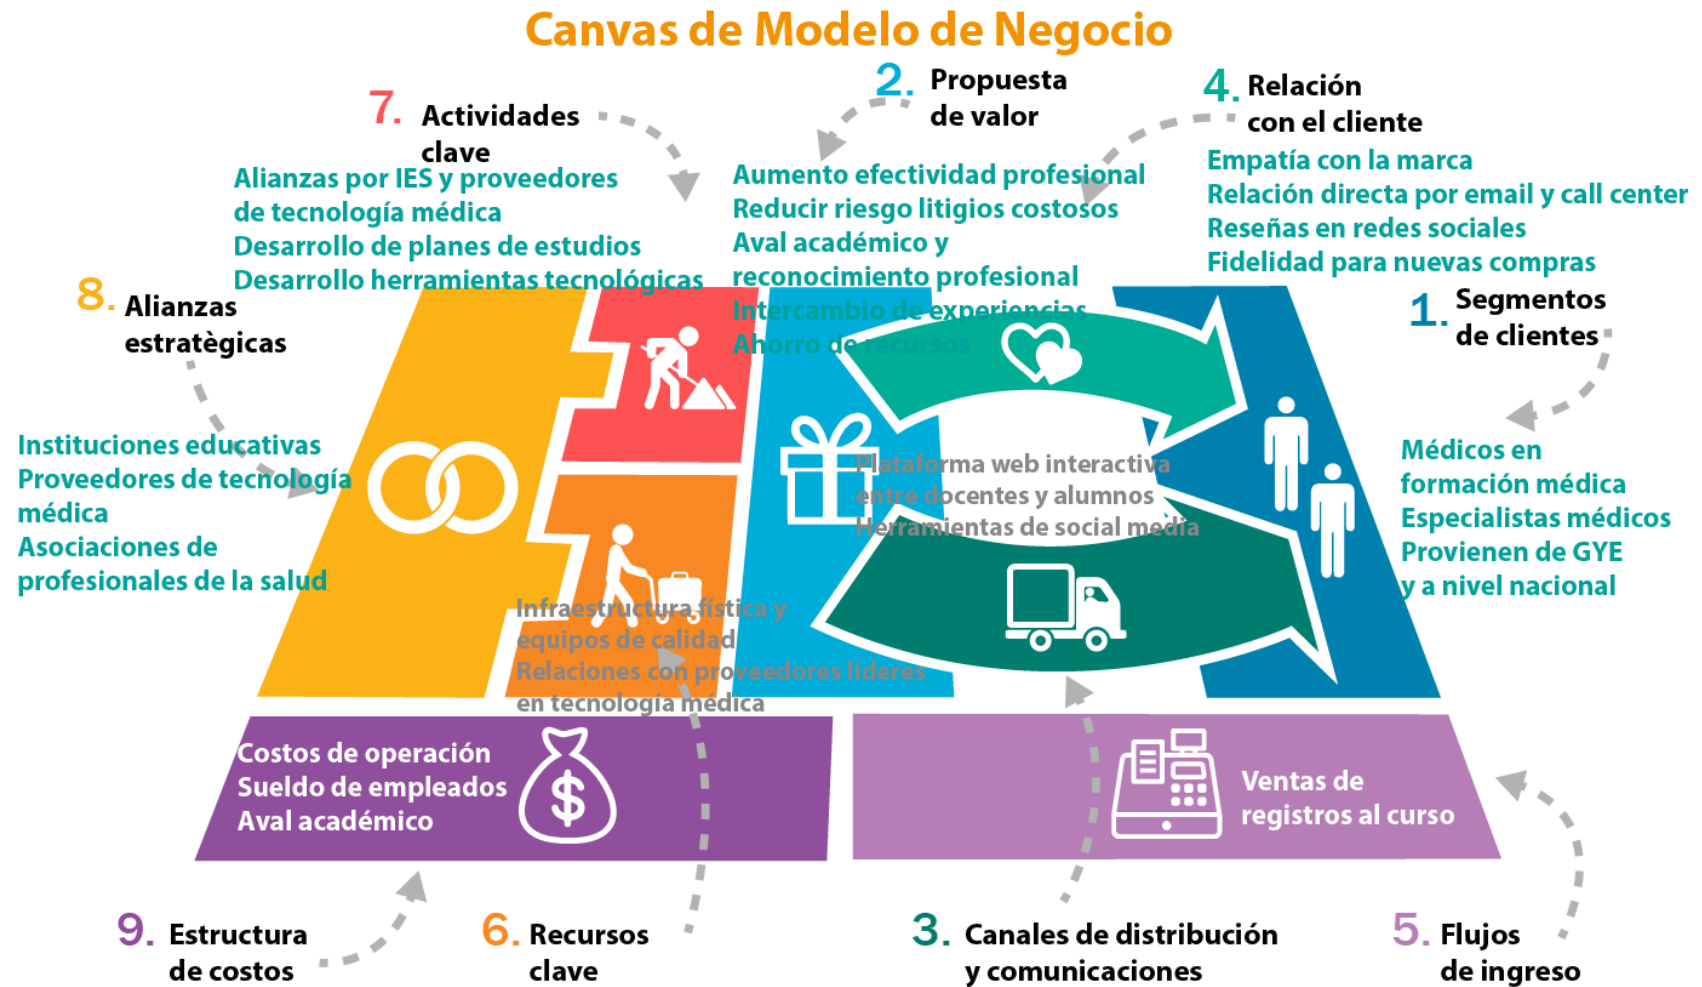 Canvas de Modelo de Negocio
7. Actividades
clave
Alianzas por IES y proveedores
de tecnología médica
Desarrollo de planes de estudios
Desarrollo herramientas tecnológicas
2. Propuesta
de valor
Aumento efectividad profesional
Reducir riesgo litigios costosos
Aval académico y
reconocimiento profesional
Intercambio de experiencias
Ahorro de recursos
4. Relación
con el cliente
Empatía con la marca
Relación directa por email y call center
Reseñas en redes sociales
Fidelidad para nuevas compras
8. Alianzas
estratègicas
Instituciones educativas
Proveedores de tecnología
médica
Asociaciones de
profesionales de la salud
1. Segmentos
de clientes
Médicos en
formación médica
Especialistas médicos
Provienen de GYE
y a nivel nacional
Plataforma web interactiva
entre docentes y alumnos
Herramientas de social media
Infraestructura fística y
equipos de calidad
Relaciones con proveedores líderes
en tecnología médica
Costos de operación
Sueldo de empleados
Aval académico
$
Ventas de
registros al curso
9. Estructura
de costos
6. Recursos
clave
3. Canales de distribución
y comunicaciones
5. Flujos
de ingreso